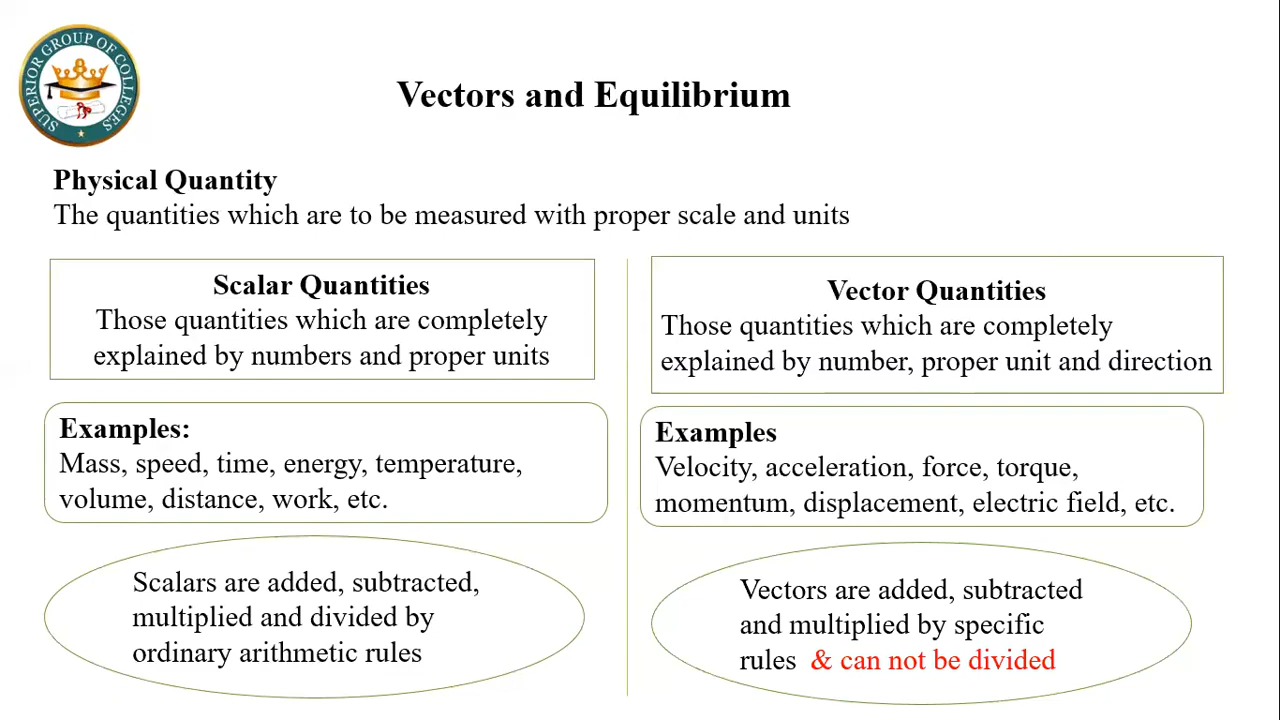 SUPERIOR GROUP OF COLLEGES
Vectors and Equilibrium
Physical Quantity
The quantities which are to be measured with proper scale and units
Scalar Quantities
Those quantities which are completely
explained by numbers and proper units
Examples:
Mass, speed, time, energy, temperature,
volume, distance, work, etc.
Scalars are added, subtracted,
multiplied and divided by
ordinary arithmetic rules
Vector Quantities
Those quantities which are completely
explained by number, proper unit and direction
Examples
Velocity, acceleration, force, torque,
momentum, displacement, electric field, etc.
Vectors are added, subtracted
and multiplied by specific
rules & can not be divided